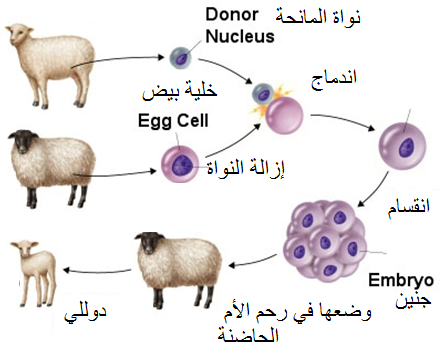 Donor
Nucleus
نواة المانحة
اندماج
خلية بيض
Egg Cell
إزالة النواة
انقسام
Embryo
جنين
وضعها في رحم الأم
الحاضنة
دوللي